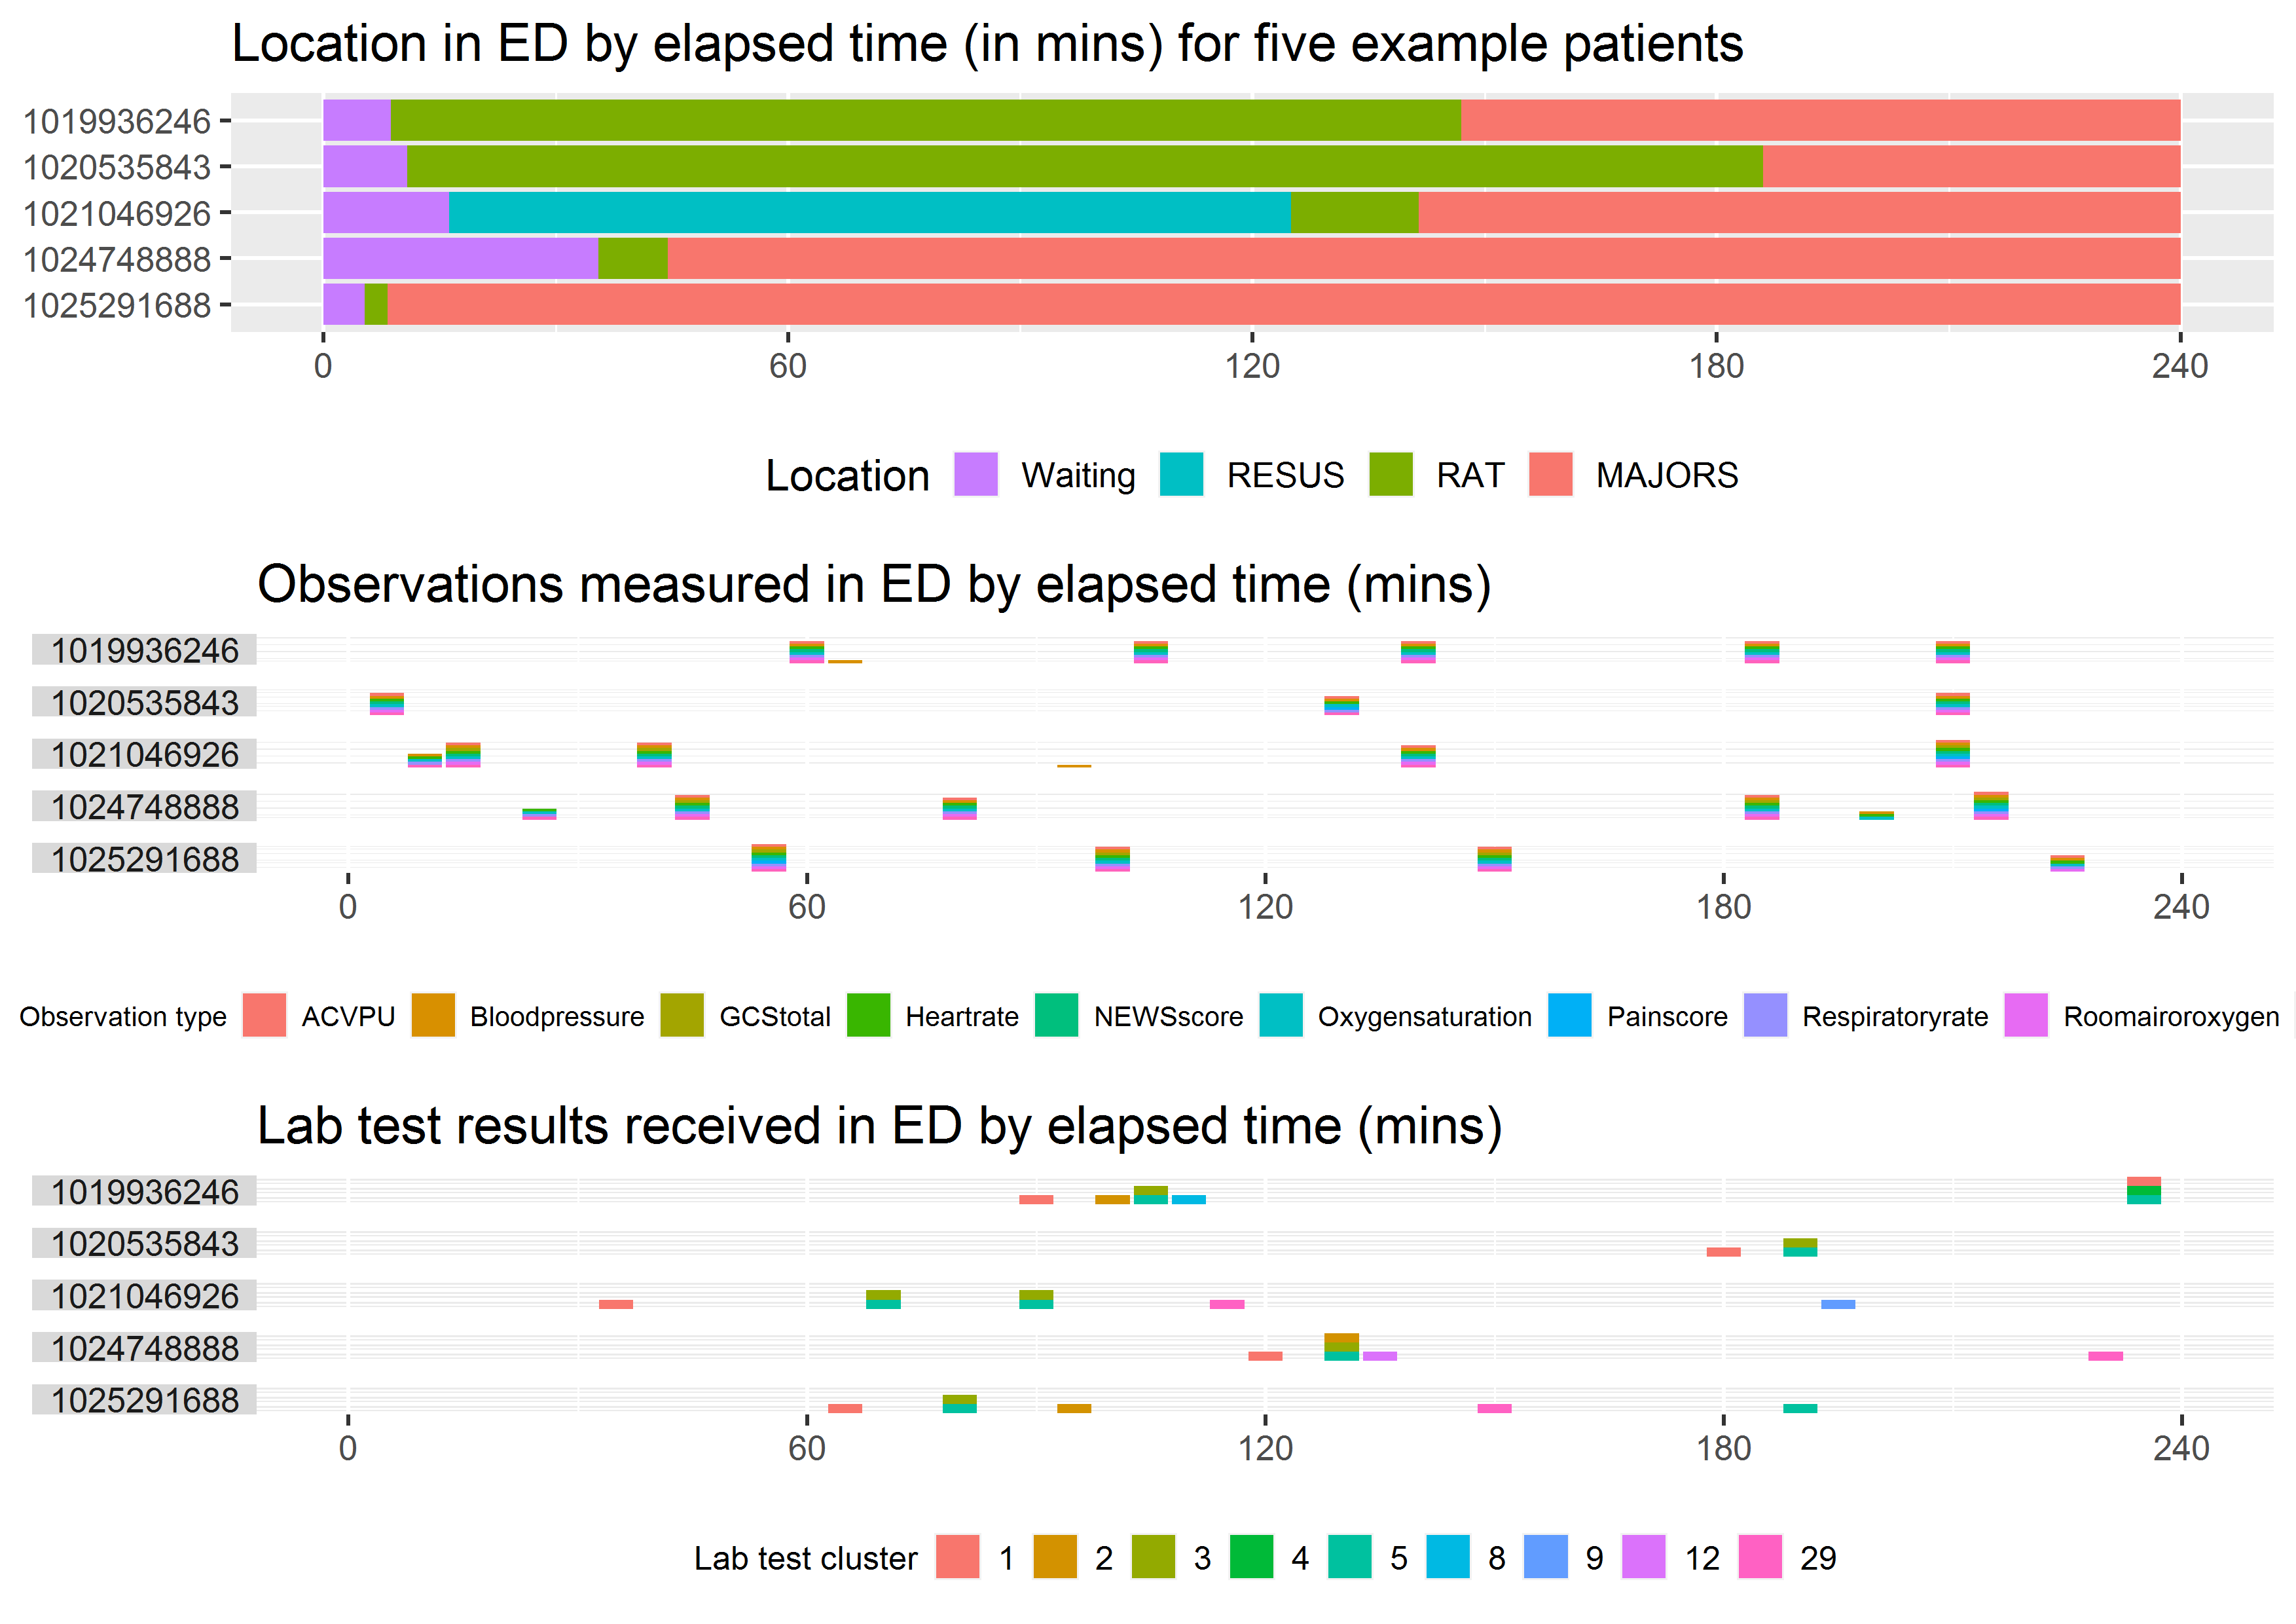 Location in ED by elapsed time (in mins) for five example patients
1019936246
1020535843
1021046926
1024748888
1025291688
0 60 120 180 240
Location Waiting RESUS RAT MAJORS
Observations measured in ED by elapsed time (mins)
1019936246
1020535843
1021046926
1024748888
1025291688
0 60 120 180 240
Observation type ACVPU Bloodpressure GCStotal Heartrate NEWSscore Oxygensaturation Painscore Respiratoryrate Roomairoroxygen
Lab test results received in ED by elapsed time (mins)
1019936246
1020535843
1021046926
1024748888
1025291688
0 60 120 180 240
Lab test cluster 1 2 3 4 5 8 9 12 29